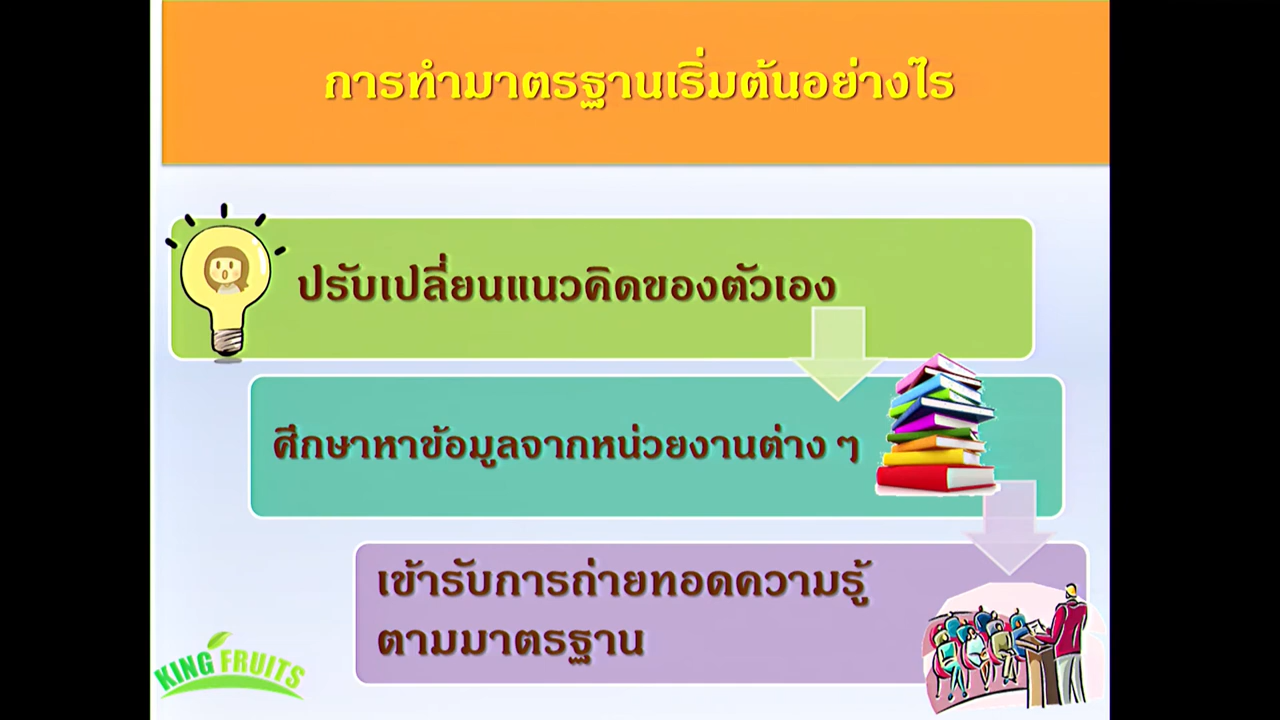 การทำมาตรฐานเริ่มต้นอย่างไร
ปรับเปลี่ยนแนวคิดของตัวเอง
ศึกษาหาข้อมูลจากหน่วยงานต่าง ๆ
เข้ารับการถ่ายทอดความรู้
ตามมาตรฐาน
KING FRUITS